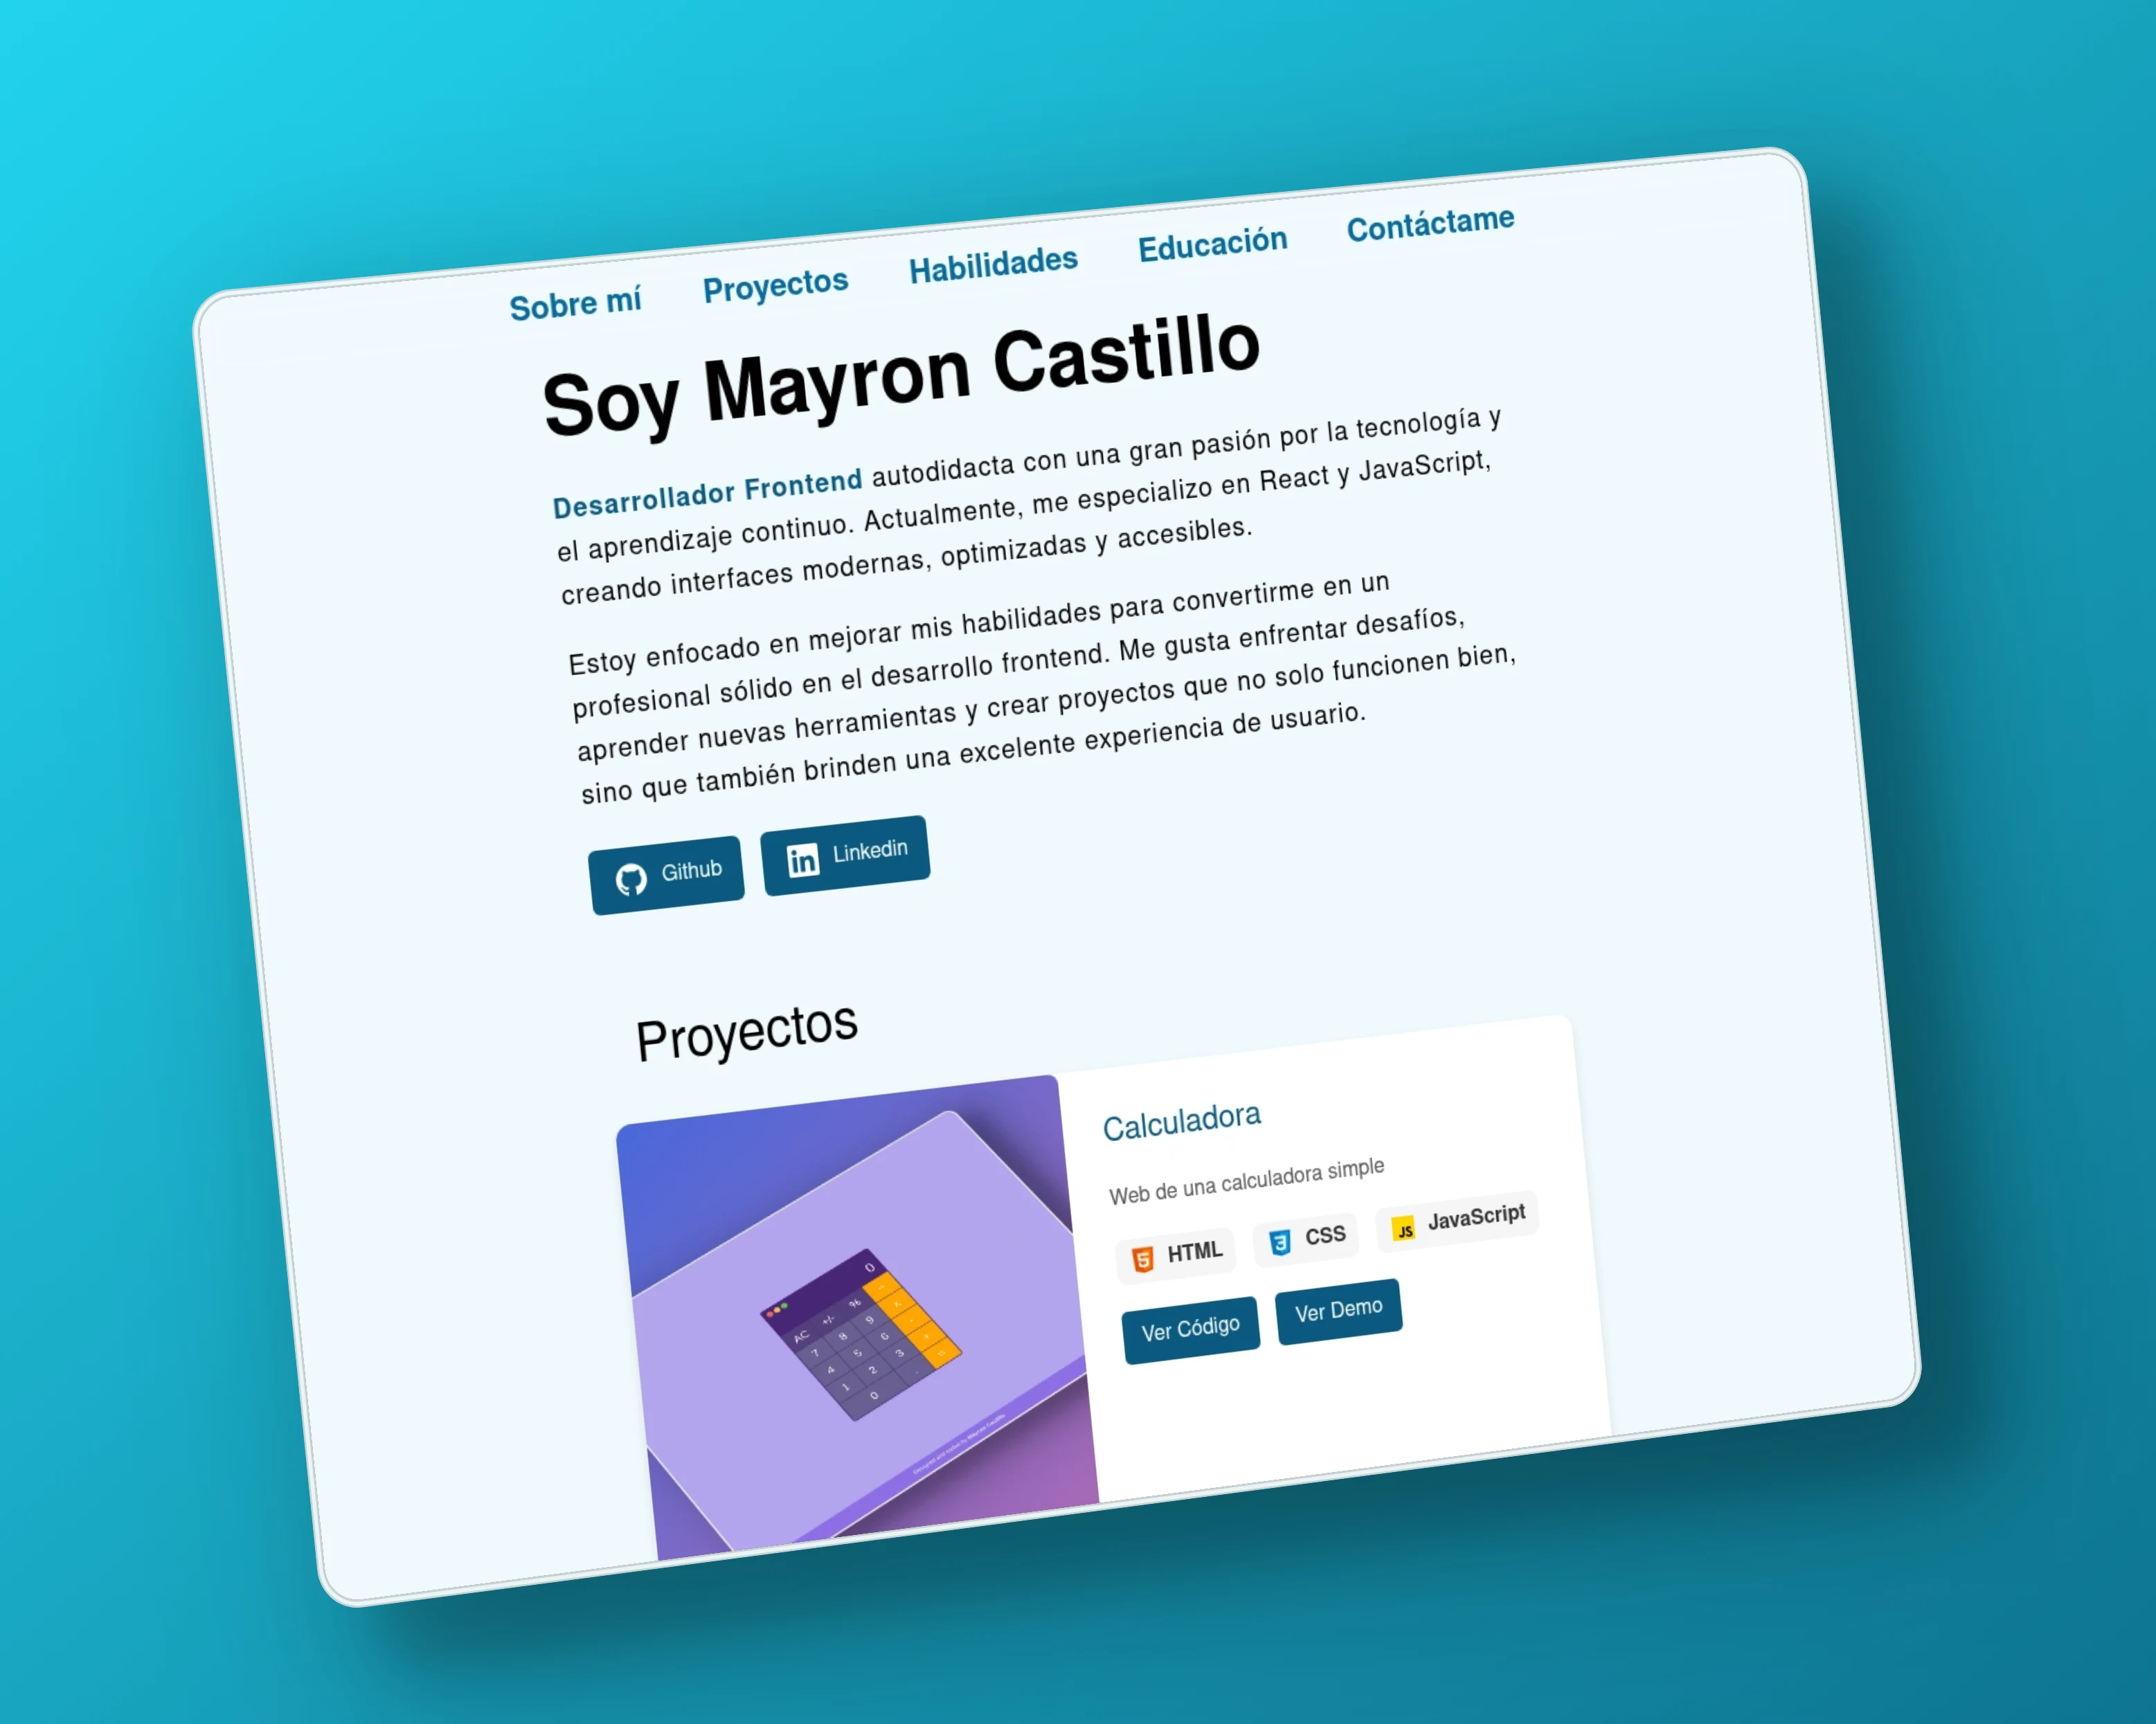 Sobre mí Proyectos Habilidades Educación Contáctame
Soy Mayron Castillo
Desarrollador Frontend autodidacta con una gran pasión por la tecnología y
el aprendizaje continuo. Actualmente, me especializo en React y JavaScript,
creando interfaces modernas, optimizadas y accesibles.
Estoy enfocado en mejorar mis habilidades para convertirme en un
profesional sólido en el desarrollo frontend. Me gusta enfrentar desafíos,
aprender nuevas herramientas y crear proyectos que no solo funcionen bien,
sino que también brinden una excelente experiencia de usuario.
Github Linkedin
Proyectos
Calculadora
Web de una calculadora simple
HTML CSS JS JavaScript
Ver Código Ver Demo
0
AC +/- %
7 8 9
4 5 6
1 2 3 +
0 . =